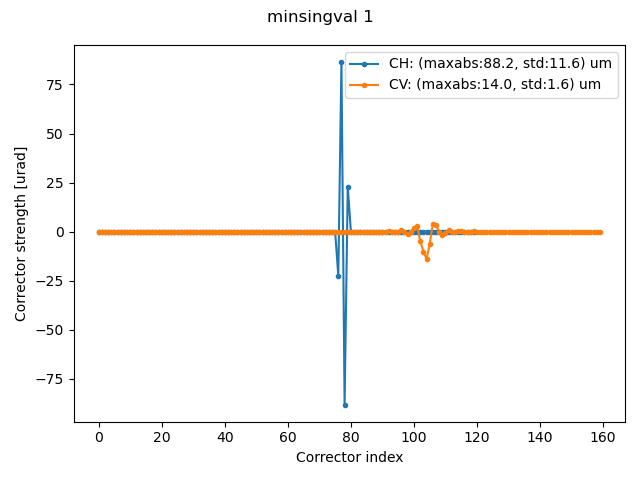 minsingval 1
CH: (maxabs:88.2, std:11.6) um
CV: (maxabs:14.0, std:1.6) um
Corrector strength [urad]
75
50
25
0
−25
−50
−75
0 20 40 60 80 100 120 140 160
Corrector index